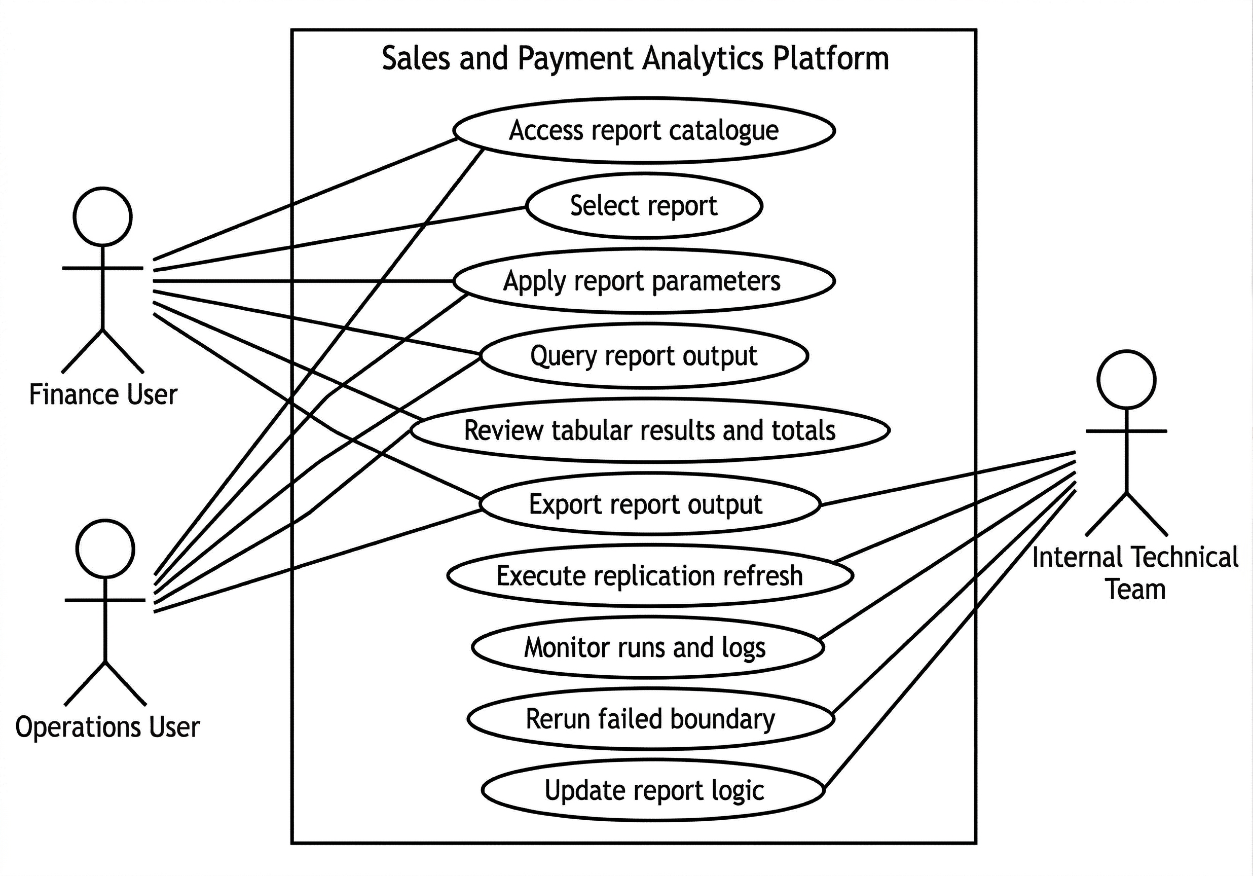 Sales and Payment Analytics Platform
Access report catalogue
Select report
Apply report parameters
Query report output
Review tabular results and totals
Export report output
Execute replication refresh
Monitor runs and logs
Rerun failed boundary
Update report logic
Finance User
Operations User
Internal Technical
Team